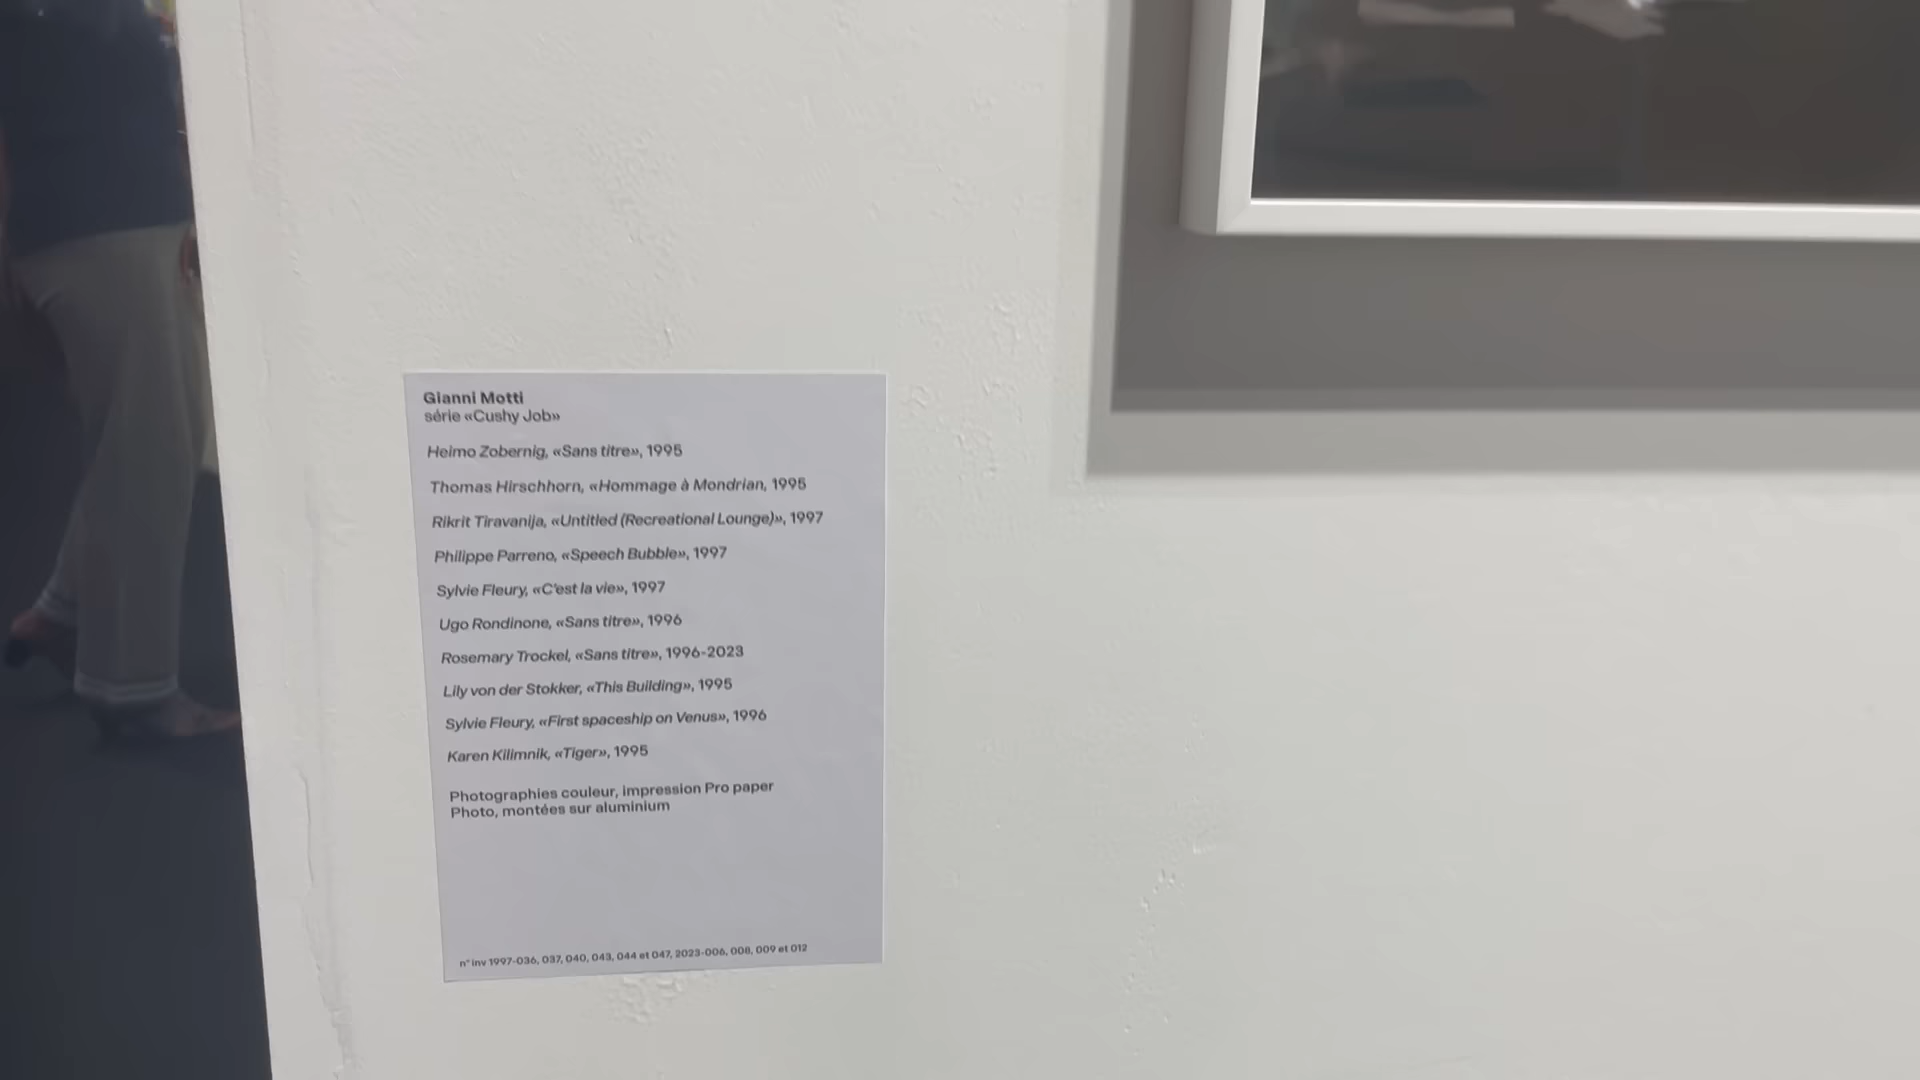 Gianni Motti
série «Cushy Job»
Heimo Zobernig, «Sans titre», 1995
Thomas Hirschhorn, «Hommage à Mondrian, 1995
Rikrit Tiravanija, «Untitled (Recreational Lounge)», 1997
Philippe Parreno, «Speech Bubble», 1997
Sylvie Fleury, «C'est la vie», 1997
Ugo Rondinone, «Sans titre», 1996
Rosemary Trockel, «Sans titre», 1996-2023
Lily von der Stokker, «This Building», 1995
Sylvie Fleury, «First spaceship on Venus», 1996
Karen Kilimnik, «Tiger», 1995
Photographies couleur, impression Pro paper
Photo, montées sur aluminium
n° inv 1997-036, 037, 040, 043, 044 et 047, 2023-006, 008, 009 et 012